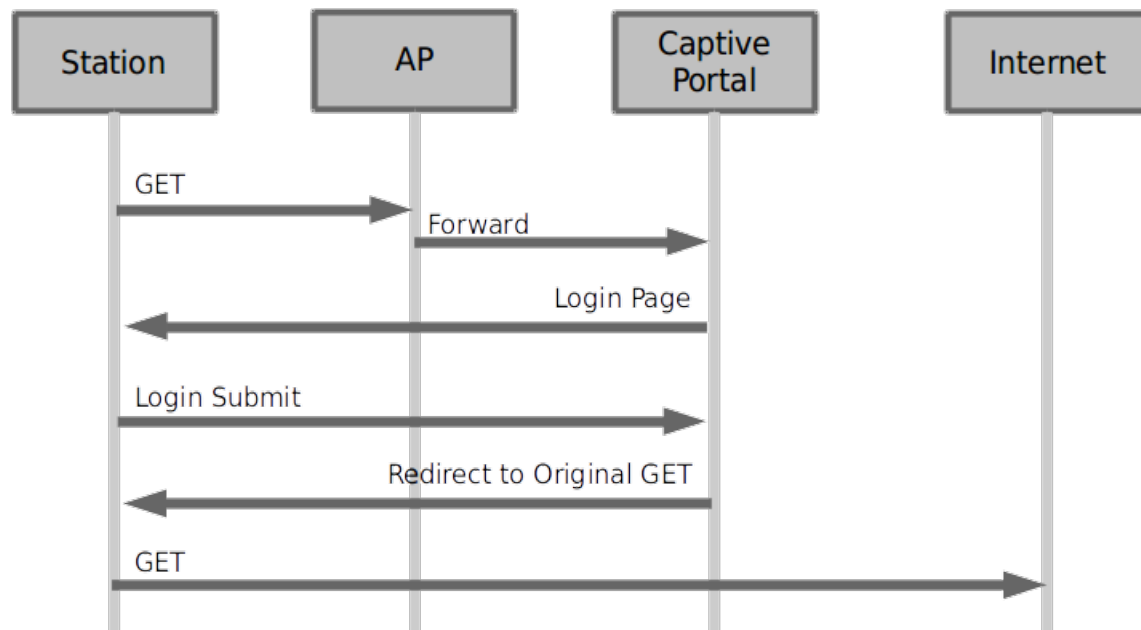 Station
AP
Captive
Portal
Internet
GET
Forward
Login Page
Login Submit
Redirect to Original GET
GET